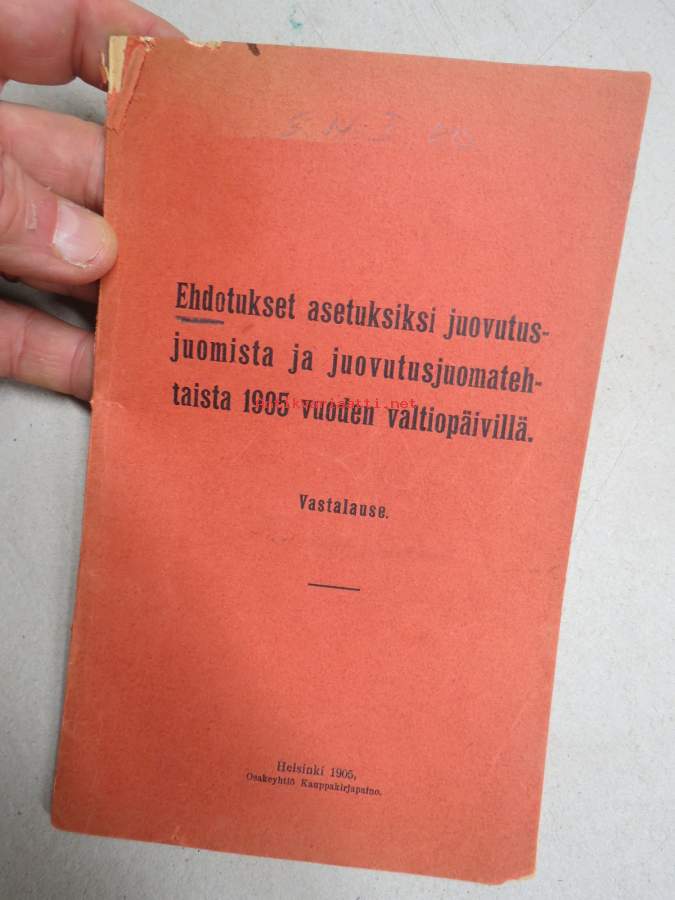 Ehdotukset asetuksiksi juovutus-
juomista ja juovutusjuomateh-
taista 1905 vuoden valtiopäivillä.
Vastalause.
Helsinki 1905,
Osakeyhtiö Kauppakirjapaino.